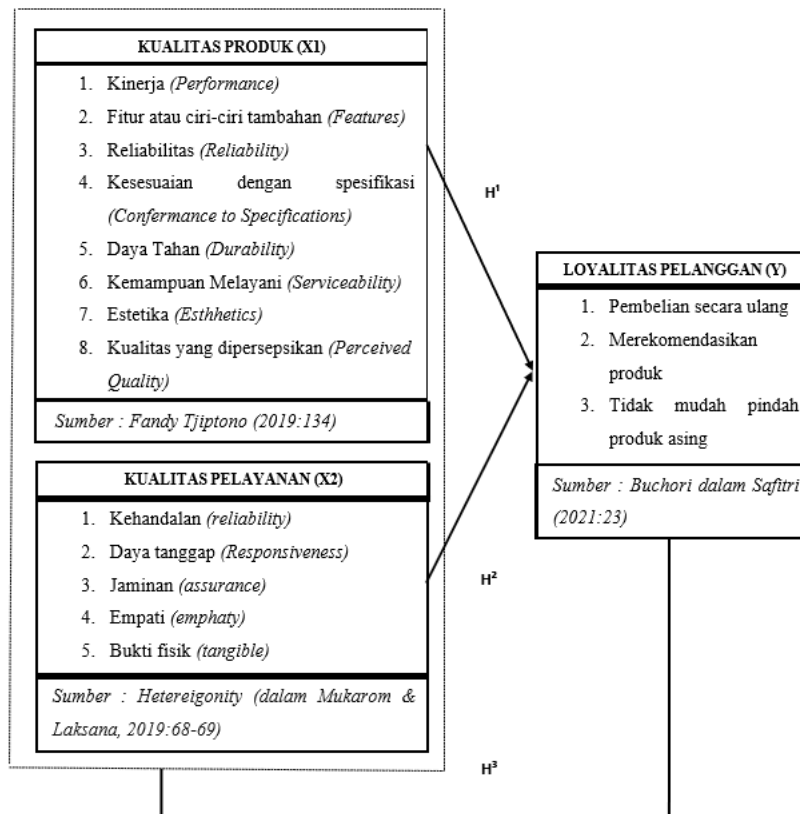 KUALITAS PRODUK (X1)
1. Kinerja (Performance)
2. Fitur atau ciri-ciri tambahan (Features)
3. Reliabilitas (Reliability)
4. Kesesuaian dengan spesifikasi
(Confermance to Specifications)
5. Daya Tahan (Durability)
6. Kemampuan Melayani (Serviceability)
7. Estetika (Esthhetics)
8. Kualitas yang dipersepsikan (Perceived
Quality)
Sumber : Fandy Tjiptono (2019:134)
KUALITAS PELAYANAN (X2)
1. Kehandalan (reliability)
2. Daya tanggap (Responsiveness)
3. Jaminan (assurance)
4. Empati (emphaty)
5. Bukti fisik (tangible)
Sumber : Hetereigonity (dalam Mukarom &
Laksana, 2019:68-69)
H¹
H²
H³
LOYALITAS PELANGGAN (Y)
1. Pembelian secara ulang
2. Merekomendasikan
produk
3. Tidak mudah pindah
produk asing
Sumber : Buchori dalam Safitri
(2021:23)